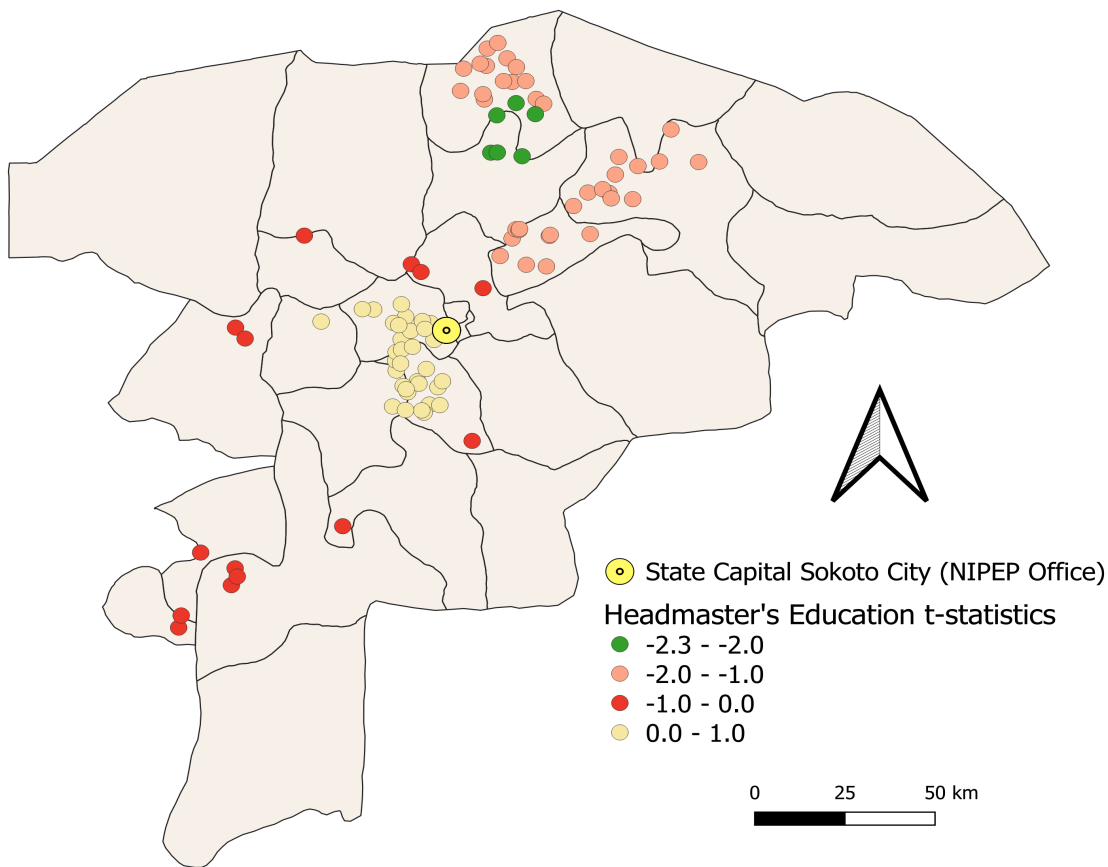 State Capital Sokoto City (NIPEP Office)
Headmaster's Education t-statistics
-2.3 - -2.0
-2.0 - -1.0
-1.0 - 0.0
0.0 - 1.0
0 25 50 km